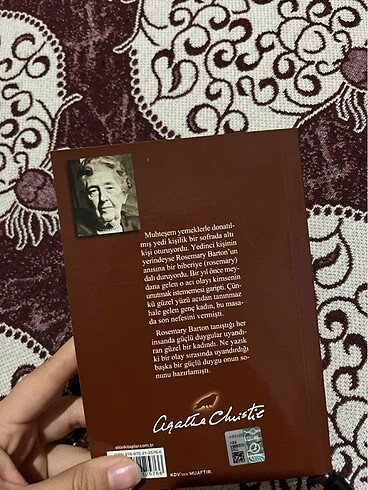 Muhteşem yemeklerle donatıl-
mış yedi kişilik bir sofrada altı
kişi oturuyordu. Yedinci kişinin
yerindeyse Rosemary Barton'un
anısına bir biberiye (rosemary)
dalı duruyordu. Bir yıl önce mey-
dana gelen o acı olayı kimsenin
unutmak istememesi garipti. Çün-
kü güzel yüzü acıdan tanınmaz
hale gelen genç kadın, bu masa-
da son nefesini vermişti.
Rosemary Barton tanıştığı her
insanda güçlü duygular uyandı-
ran güzel bir kadındı. Ne yazık
ki bir olay sırasında uyandırdığı
başka bir güçlü duygu onun so-
nunu hazırlamıştı.
Agatha Christie
altinkitaplar.com.tr
KDV'den MUAFTIR.